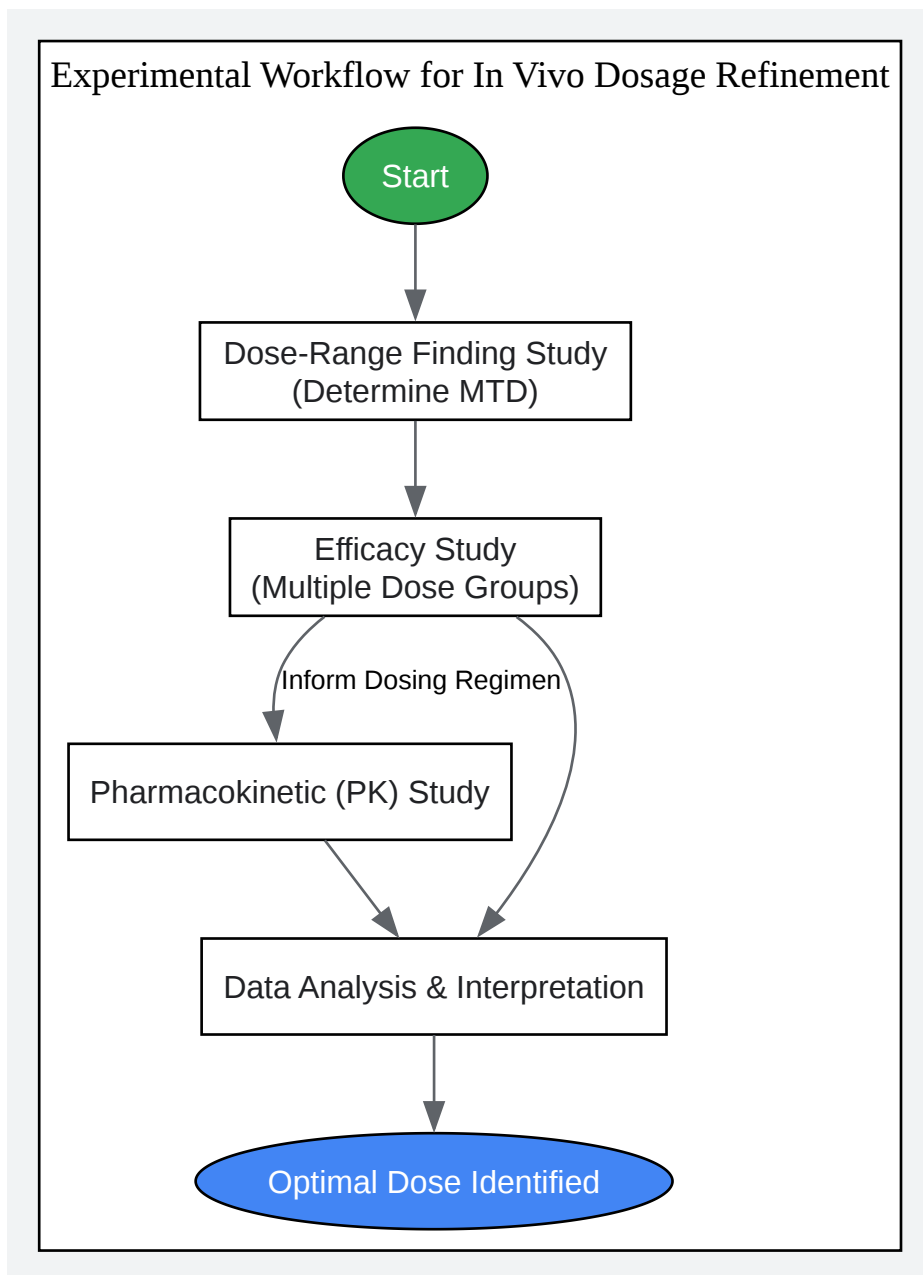 Experimental Workflow for In Vivo Dosage Refinement
Start
Dose-Range Finding Study
(Determine MTD)
Efficacy Study
(Multiple Dose Groups)
Inform Dosing Regimen
Pharmacokinetic (PK) Study
Data Analysis & Interpretation
Optimal Dose Identified